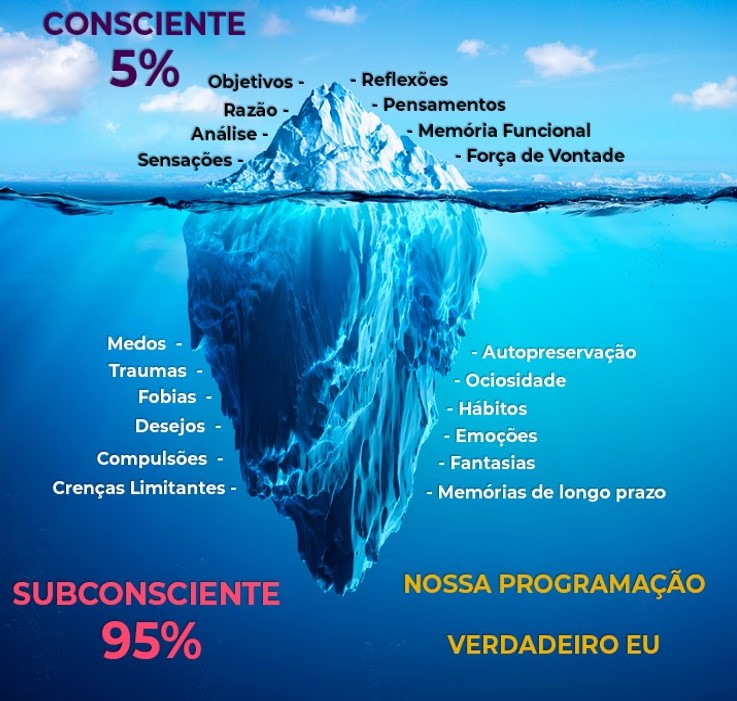 CONSCIENTE
5%
Objetivos -
Razão -
Análise -
Sensações -
- Reflexões
- Pensamentos
- Memória Funcional
- Força de Vontade
Medos -
Traumas -
Fobias -
Desejos -
Compulsões -
Crenças Limitantes -
- Autopreservação
- Ociosidade
- Hábitos
- Emoções
- Fantasias
- Memórias de longo prazo
SUBCONSCIENTE
95%
NOSSA PROGRAMAÇÃO
VERDADEIRO EU